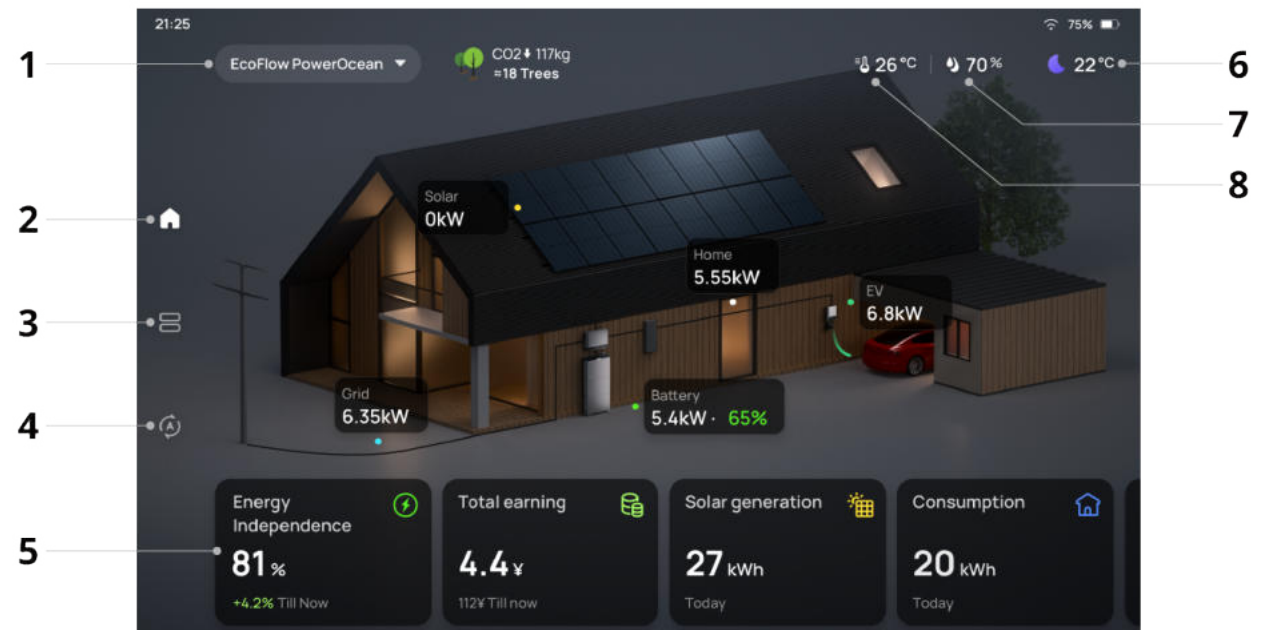 21:25
75%
1
EcoFlow PowerOcean
CO2 117kg
≈18 Trees
26°C
70%
22°C
6
7
8
Solar
0kW
2
Home
5.55kW
EV
6.8kW
3
Grid
6.35kW
Battery
5.4kW · 65%
4
A
Energy
Independence
81%
+4.2% Till Now
5
Total earning
4.4¥
112¥ Till now
Solar generation
27 kWh
Today
Consumption
20 kWh
Today